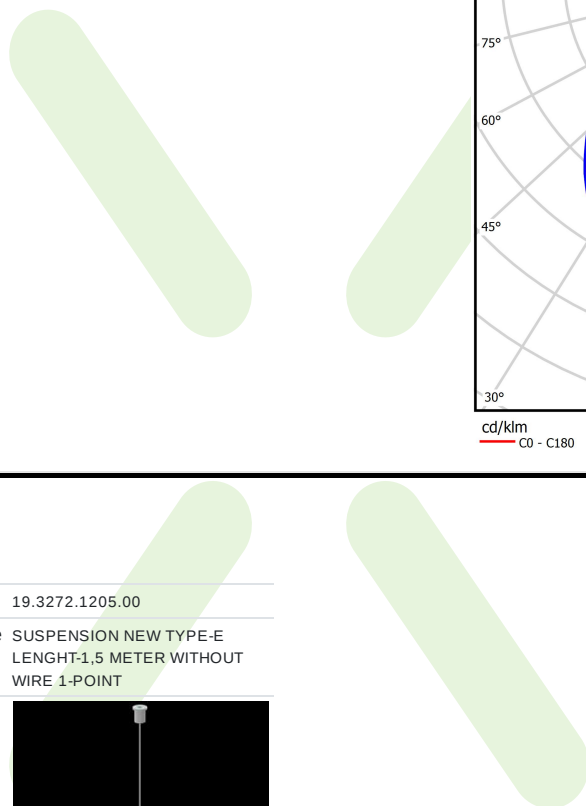 75°
60°
45°
30°
cd/klm
C0 - C180
19.3272.1205.00
SUSPENSION NEW TYPE-E
LENGHT-1,5 METER WITHOUT
WIRE 1-POINT